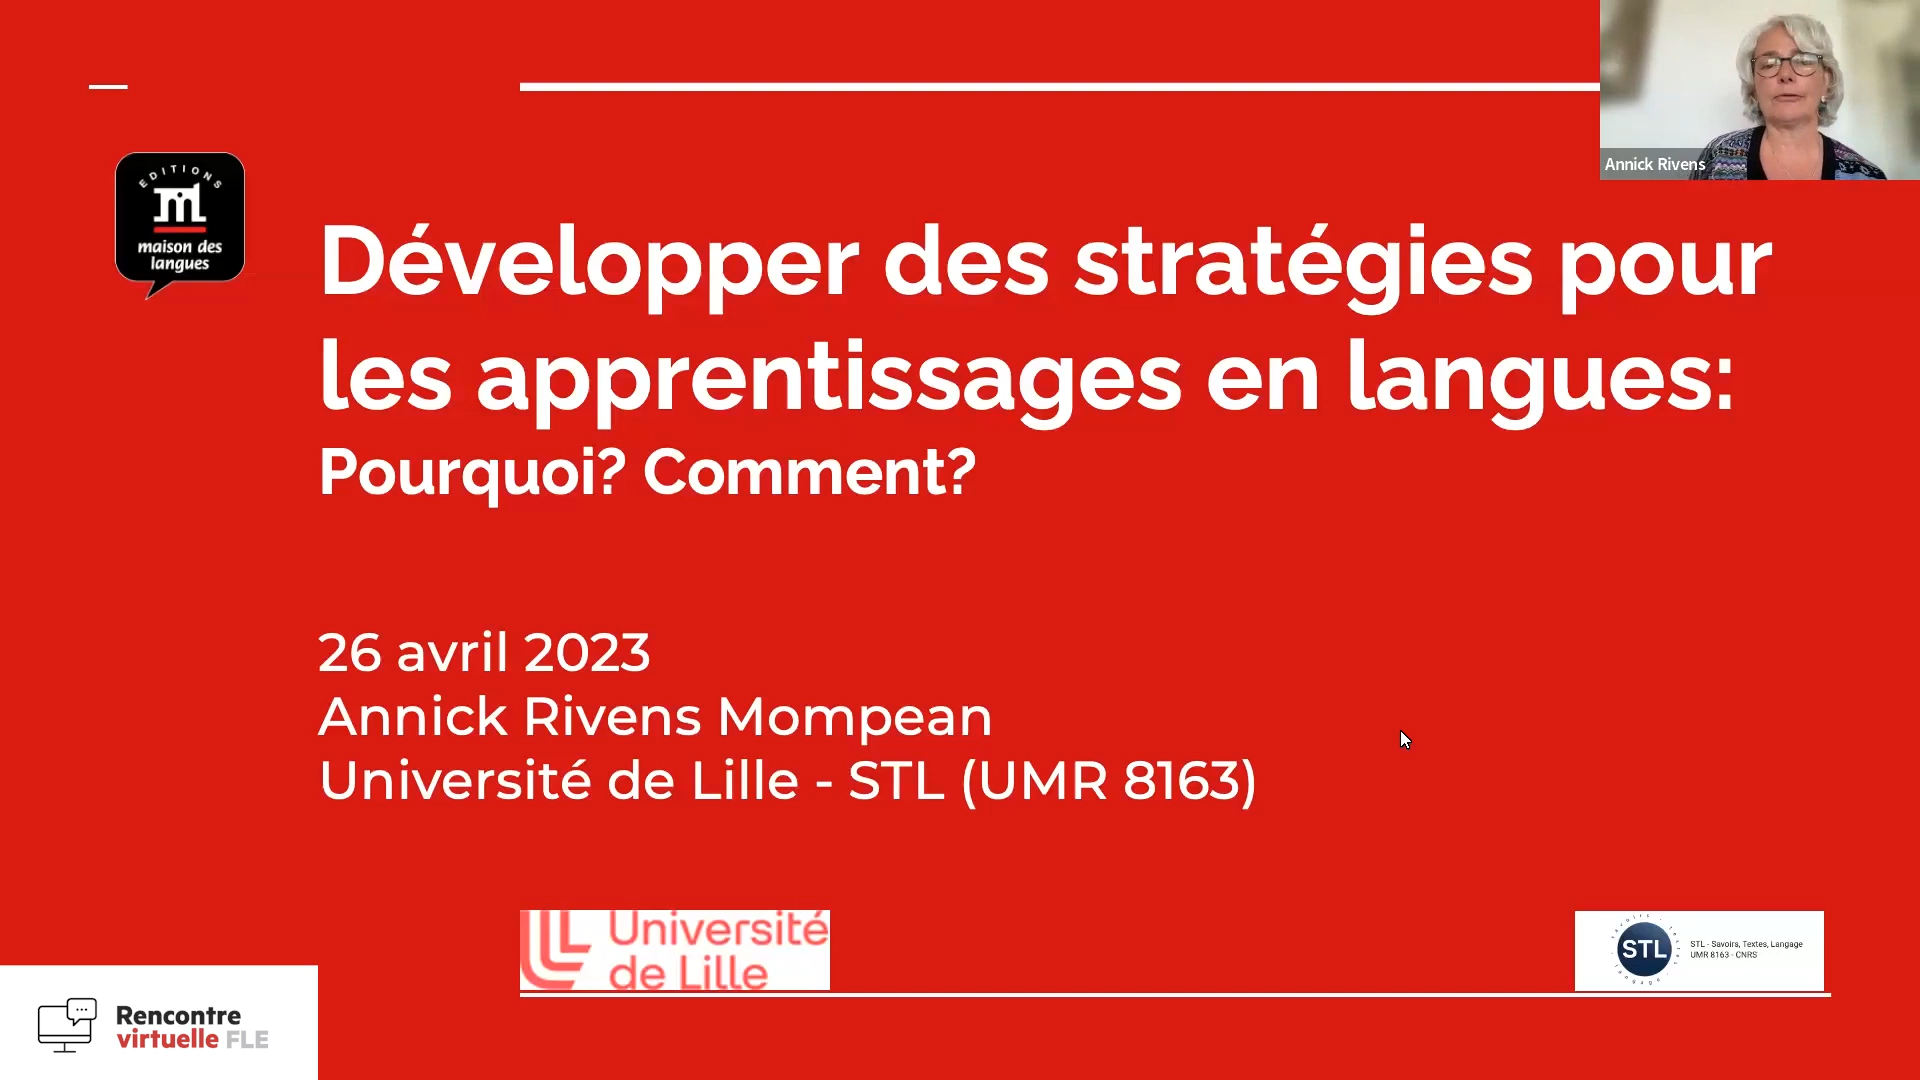 Annick Rivens
EDITIONS
maison des
langues
Développer des stratégies pour
les apprentissages en langues:
Pourquoi? Comment?
26 avril 2023
Annick Rivens Mompean
Université de Lille - STL (UMR 8163)
Université
de Lille
STL
STL - Savoirs, Textes, Langage
UMR 8163 - CNRS
Rencontre
virtuelle FLE